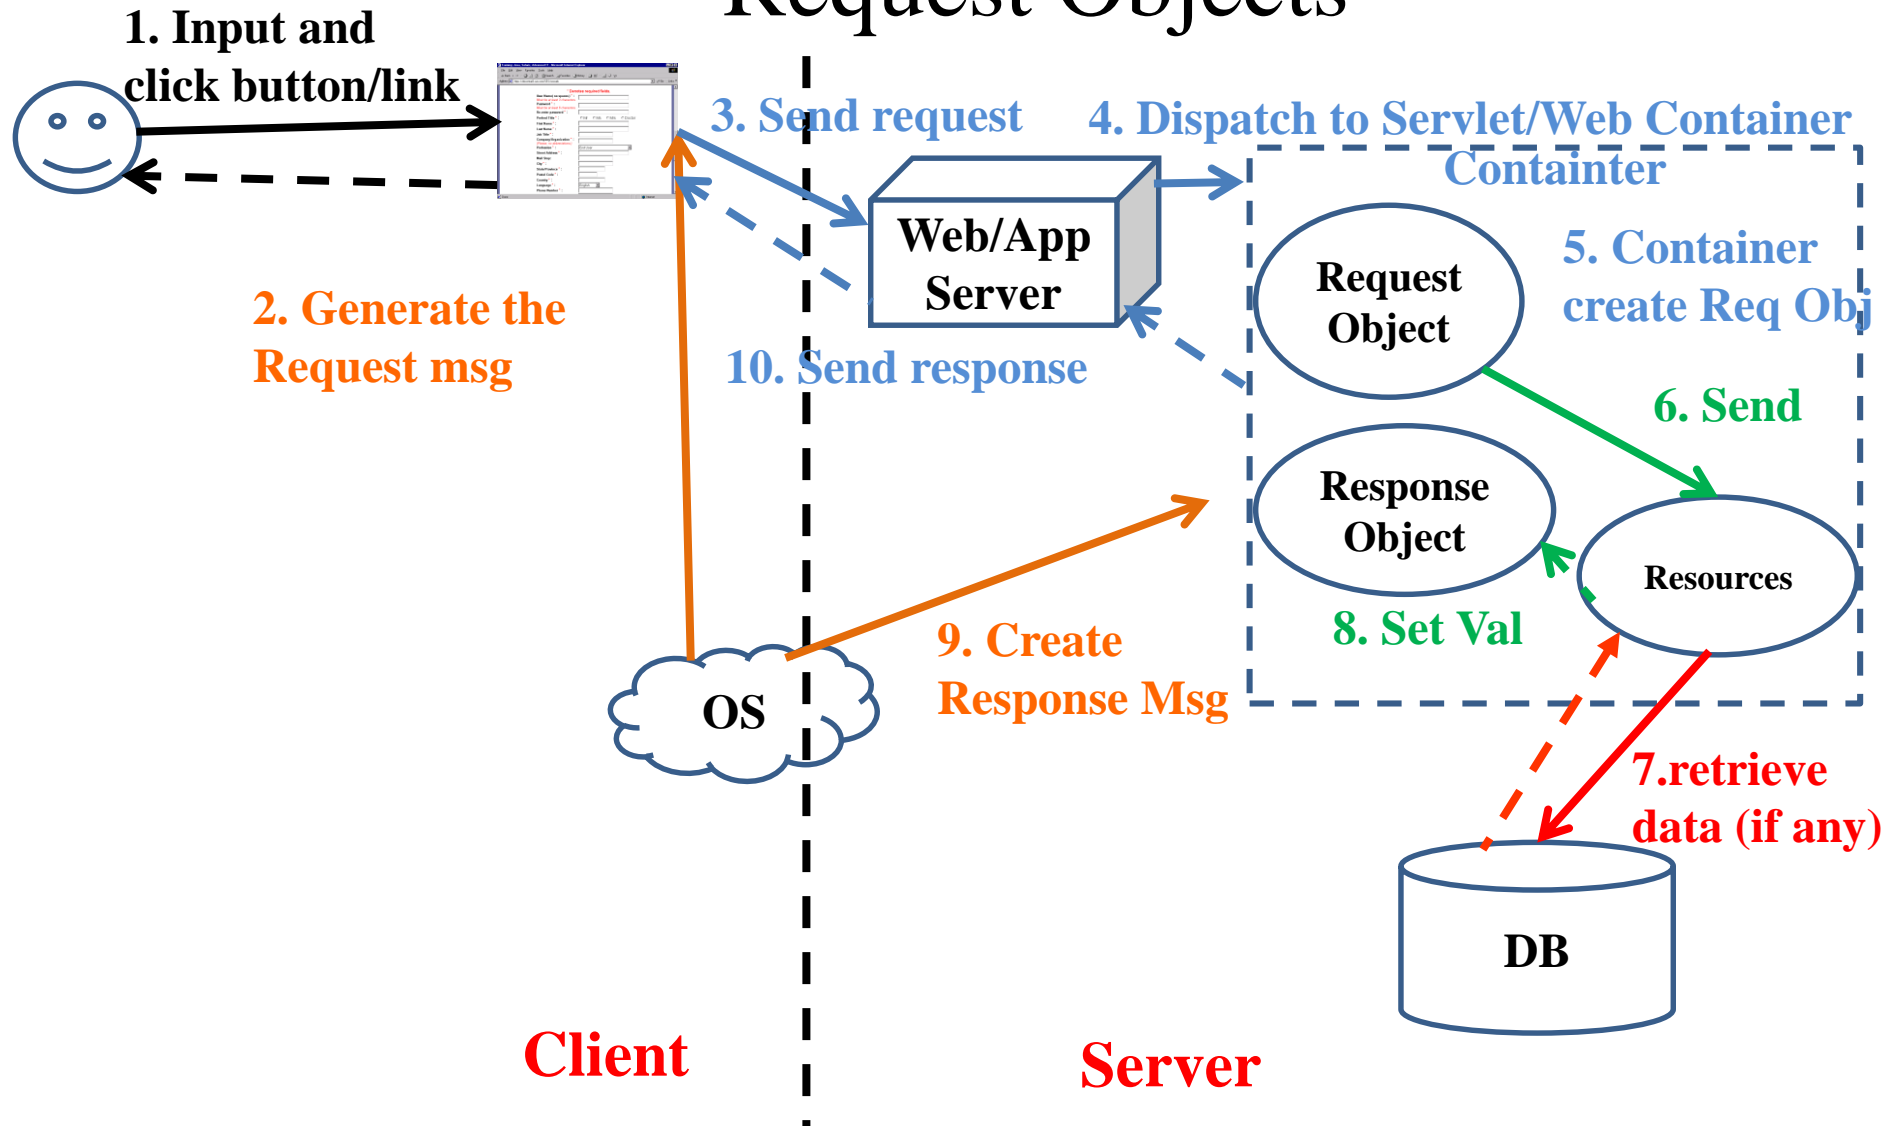 Request Objects
1. Input and
click button/link
3. Send request
4. Dispatch to Servlet/Web Container
Containter
Web/App
Server
Request
Object
5. Container
create Req Obj
2. Generate the
Request msg
10. Send response
6. Send
Response
Object
Resources
8. Set Val
9. Create
Response Msg
OS
7.retrieve
data (if any)
DB
Client
Server